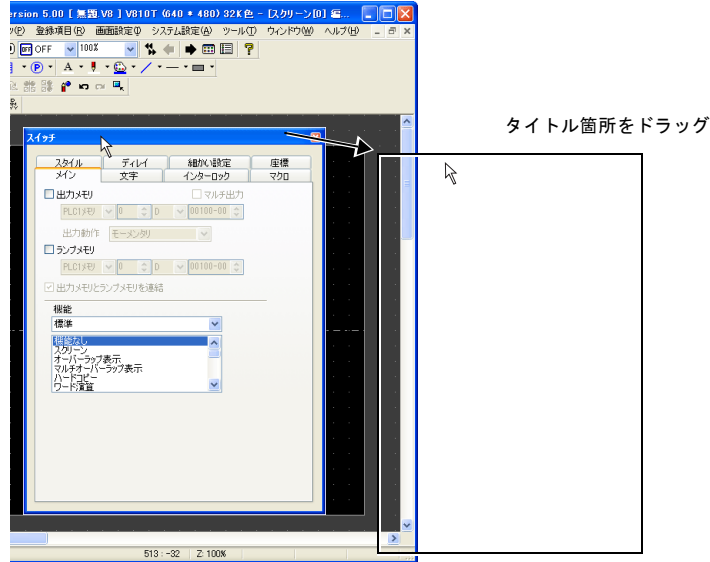 ersion 5.00 [ 無題.V8 ] V810T (640 * 480) 32K色 - [スクリーン[0] 編...
ﾂ(P) 登録項目(R) 画面設定(I) システム設定(A) ツール(T) ウィンドウ(W) ヘルプ(H)
OFF OFF 100%
P A
タイトル箇所をドラッグ
スイッチ
スタイル ディレイ 細かい設定 座標
メイン 文字 インターロック マクロ
出力メモリ マルチ出力
PLC1メモリ 0 D 00100-00
出力動作 モーメンタリ
ランプメモリ
PLC1メモリ 0 D 00100-00
出力メモリとランプメモリを連結
機能
標準
機能なし
スクリーン
オーバーラップ表示
マルチオーバーラップ表示
ハードコピー
ワード演算
513 : -32 Z: 100%